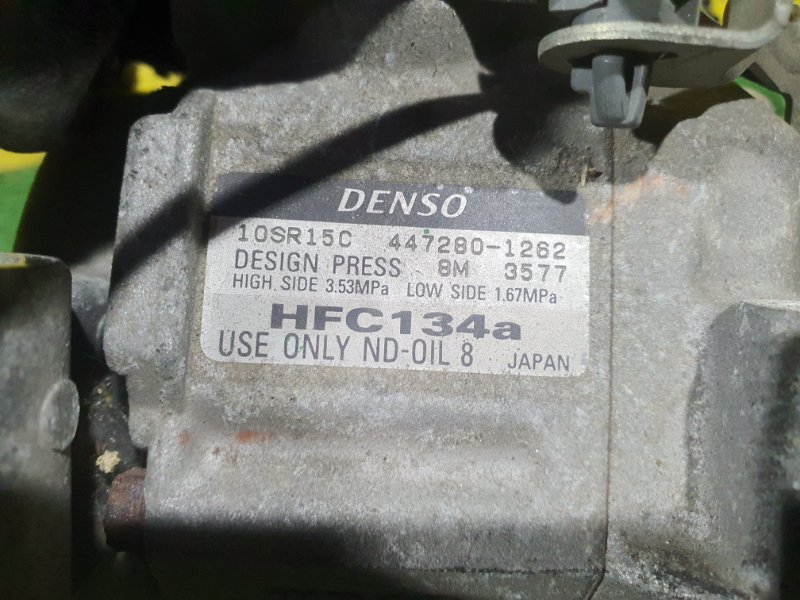 DENSO
10SR15C 447280-1262
DESIGN PRESS 8M 3577
HIGH SIDE 3.53MPa LOW SIDE 1.67MPa
HFC134a
USE ONLY ND-OIL 8 JAPAN